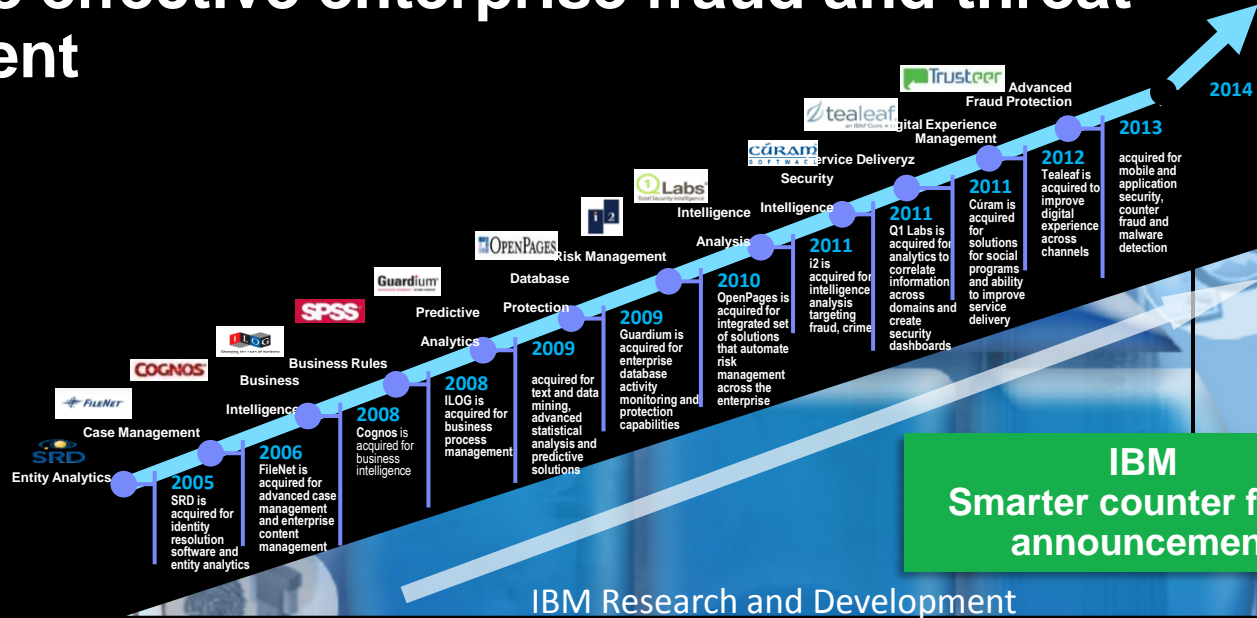 effective enterprise fraud and threat
ent
Trusteer
Advanced
Fraud Protection
2014
tealeaf
gital Experience
Management
2013
acquired for
mobile and
application
security,
counter
fraud and
malware
detection
CÚRAM
SOFTWARE
ervice Deliveryz
2012
Tealeaf is
acquired to
improve
digital
experience
across
channels
Q1 Labs
Total Security Intelligence
Security
Intelligence
2011
Cúram is
acquired
for
solutions
for social
programs
and ability
to improve
service
delivery
i2
Intelligence
Analysis
2011
Q1 Labs is
acquired for
analytics to
correlate
information
across
domains and
create
security
dashboards
OPENPAGES
Risk Management
2011
i2 is
acquired for
intelligence
analysis
targeting
fraud, crime
Guardium
Database
Protection
2010
OpenPages is
acquired for
integrated set
of solutions
that automate
risk
management
across the
enterprise
SPSS
Predictive
Analytics
2009
Guardium is
acquired for
enterprise
database
activity
monitoring and
protection
capabilities
ILOG
Business Rules
2009
acquired for
text and data
mining,
advanced
statistical
analysis and
predictive
solutions
COGNOS
Business
Intelligence
2008
ILOG is
acquired for
business
process
management
FILENET
Case Management
2008
Cognos is
acquired for
business
intelligence
SRD
Entity Analytics
2006
FileNet is
acquired for
advanced case
management
and enterprise
content
management
2005
SRD is
acquired for
identity
resolution
software and
entity analytics
IBM
Smarter counter f
announcemen
IBM Research and Development